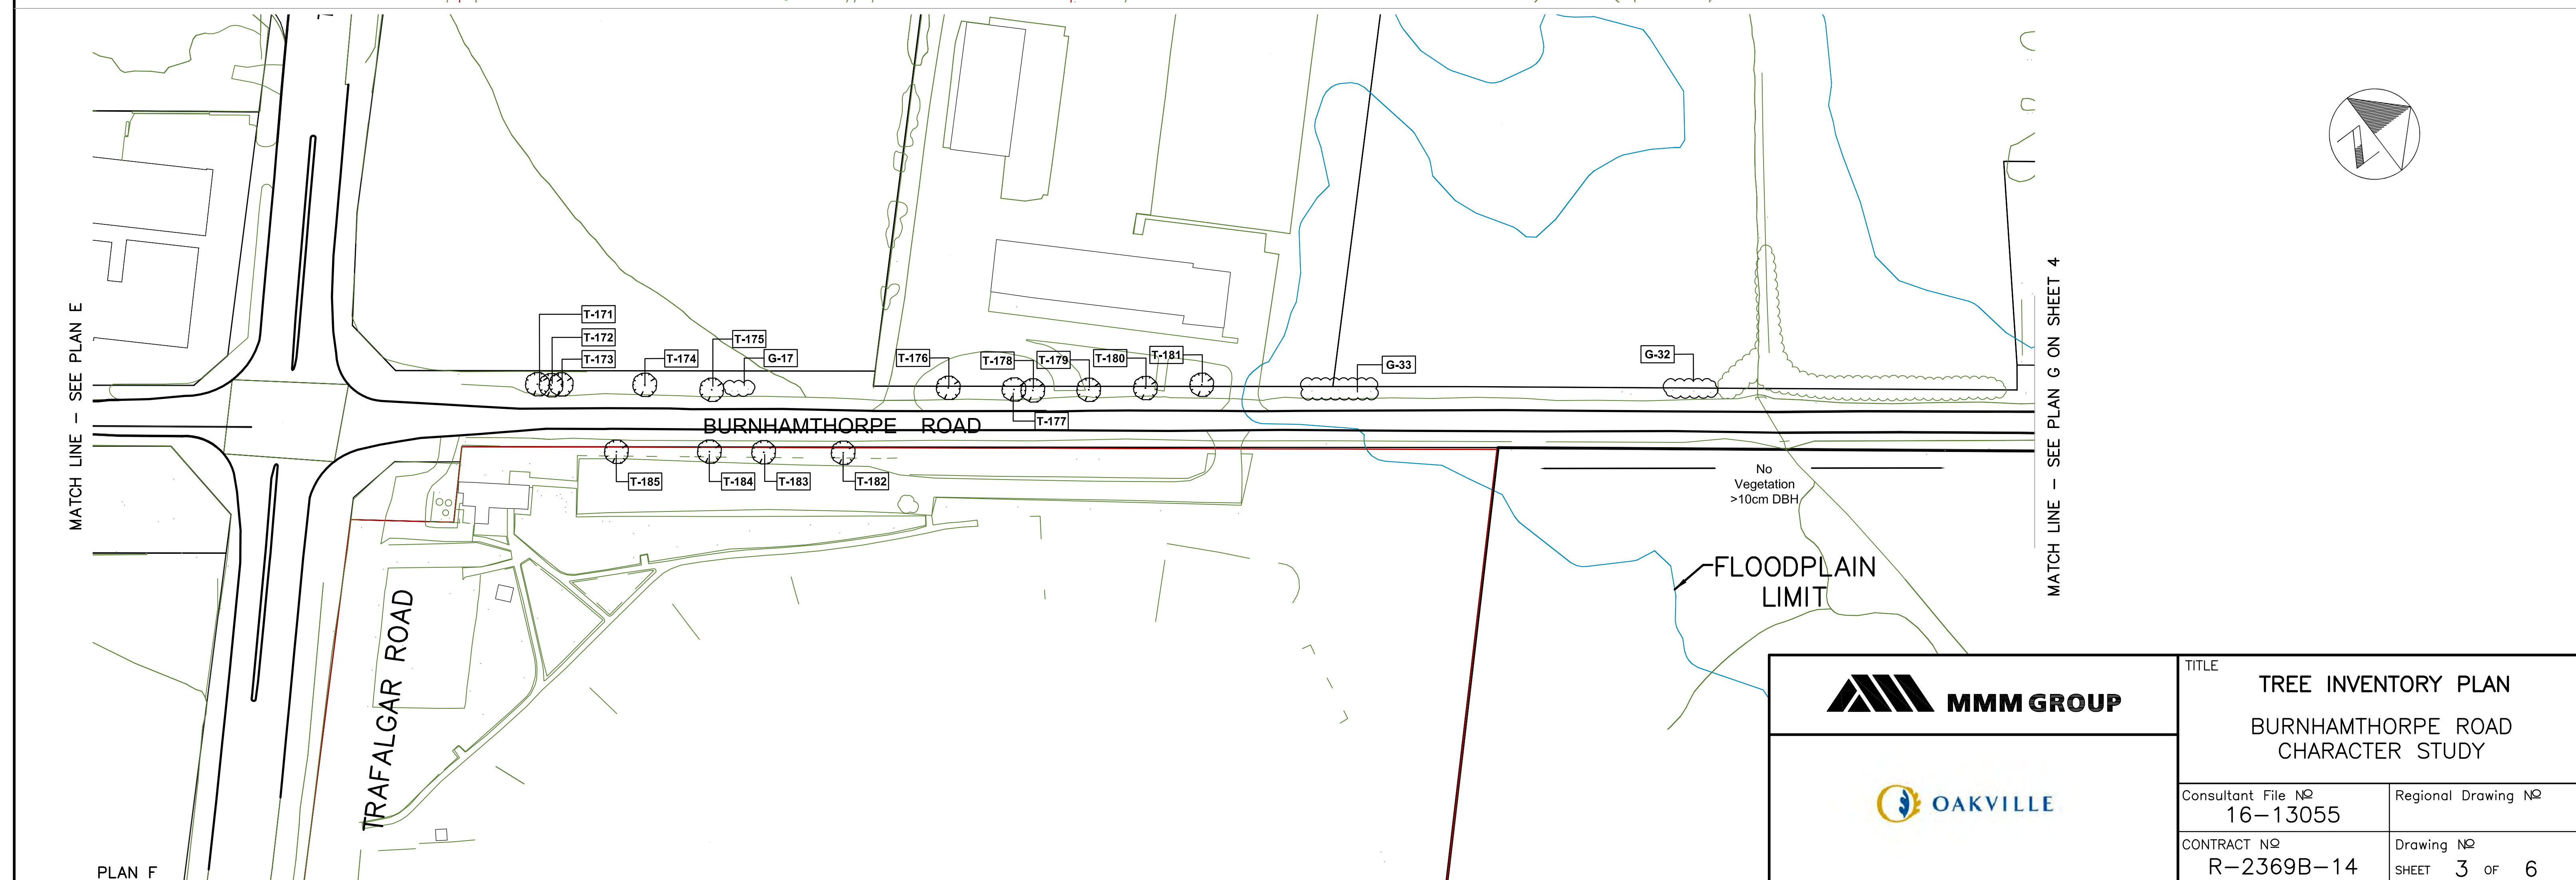 MATCH LINE - SEE PLAN E
T-171
T-172
T-173
T-174
T-175
G-17
T-176
T-178
T-179
T-180
T-181
T-177
G-33
G-32
BURNHAMTHORPE ROAD
T-185
T-184
T-183
T-182
No
Vegetation
>10cm DBH
FLOODPLAIN
LIMIT
MATCH LINE - SEE PLAN G ON SHEET 4
TRAFALGAR ROAD
PLAN F
MMM GROUP
OAKVILLE
TITLE
TREE INVENTORY PLAN
BURNHAMTHORPE ROAD
CHARACTER STUDY
Consultant File Nº
16-13055
Regional Drawing Nº
CONTRACT Nº
R-2369B-14
Drawing Nº
SHEET 3 OF 6